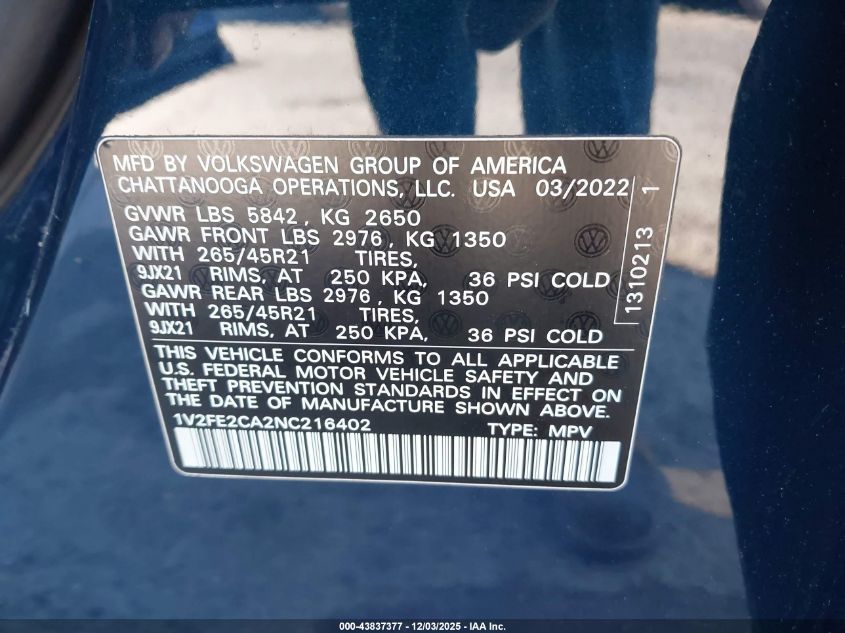 MFD BY VOLKSWAGEN GROUP OF AMERICA
CHATTANOOGA OPERATIONS, LLC. USA 03/2022
GVWR LBS 5842, KG 2650
GAWR FRONT LBS 2976, KG 1350
WITH 265/45R21 TIRES,
9JX21 RIMS, AT 250 KPA, 36 PSI COLD
GAWR REAR LBS 2976, KG 1350
WITH 265/45R21 TIRES,
9JX21 RIMS, AT 250 KPA, 36 PSI COLD
THIS VEHICLE CONFORMS TO ALL APPLICABLE
U.S. FEDERAL MOTOR VEHICLE SAFETY AND
THEFT PREVENTION STANDARDS IN EFFECT ON
THE DATE OF MANUFACTURE SHOWN ABOVE.
1V2FE2CA2NC216402 TYPE: MPV
1310213 1
000-43837377 - 12/03/2025 - IAA Inc.